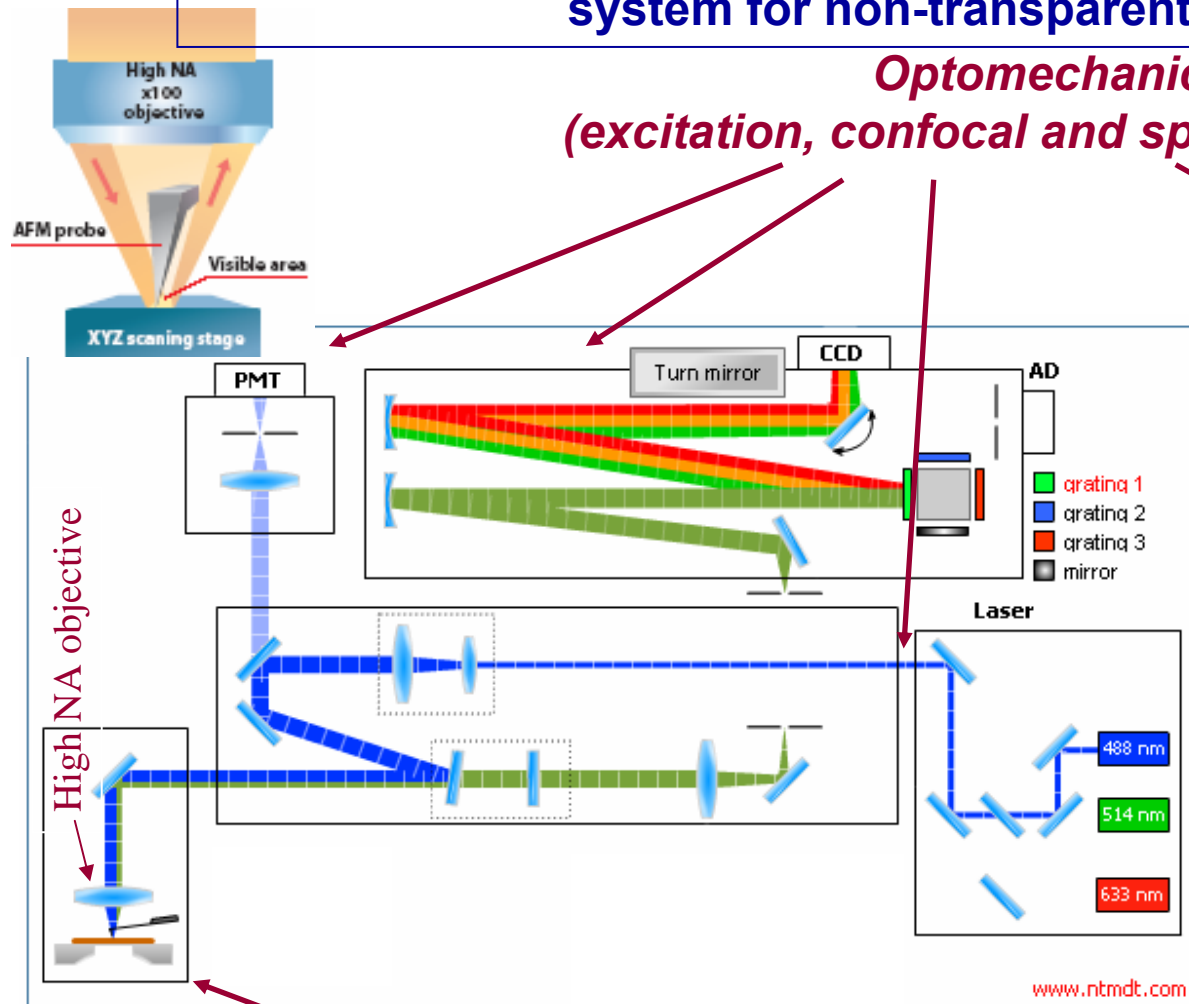 system for non-transparent
Optomechanic
(excitation, confocal and sp
High NA
x100
objective
AFM probe
Visible area
XYZ scaning stage
PMT
Turn mirror
CCD
AD
grating 1
grating 2
grating 3
mirror
High NA objective
Laser
488 nm
514 nm
633 nm
www.ntmdt.com